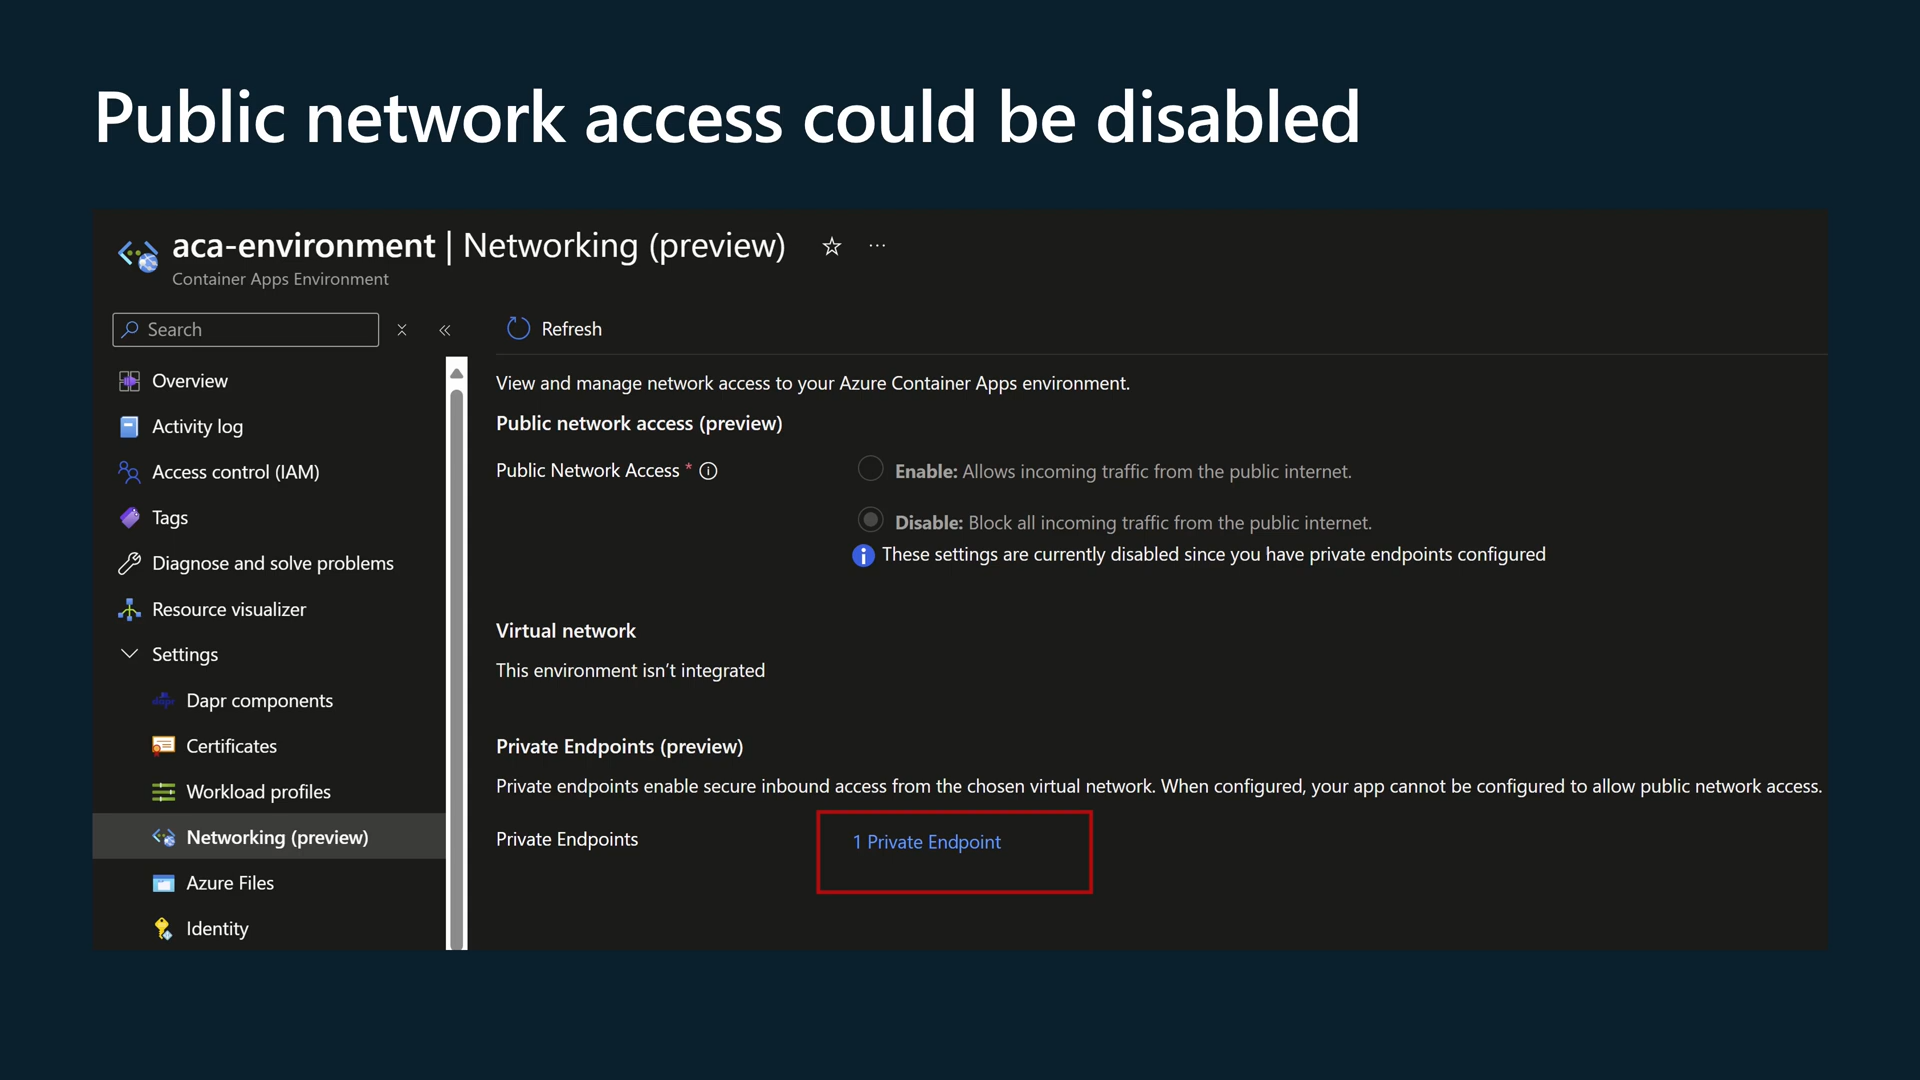 Public network access could be disabled
aca-environment | Networking (preview)
Container Apps Environment
Search
Refresh
Overview
Activity log
Access control (IAM)
Tags
Diagnose and solve problems
Resource visualizer
Settings
Dapr components
Certificates
Workload profiles
Networking (preview)
Azure Files
Identity
View and manage network access to your Azure Container Apps environment.
Public network access (preview)
Public Network Access *
Enable: Allows incoming traffic from the public internet.
Disable: Block all incoming traffic from the public internet.
These settings are currently disabled since you have private endpoints configured
Virtual network
This environment isn't integrated
Private Endpoints (preview)
Private endpoints enable secure inbound access from the chosen virtual network. When configured, your app cannot be configured to allow public network access.
Private Endpoints
1 Private Endpoint